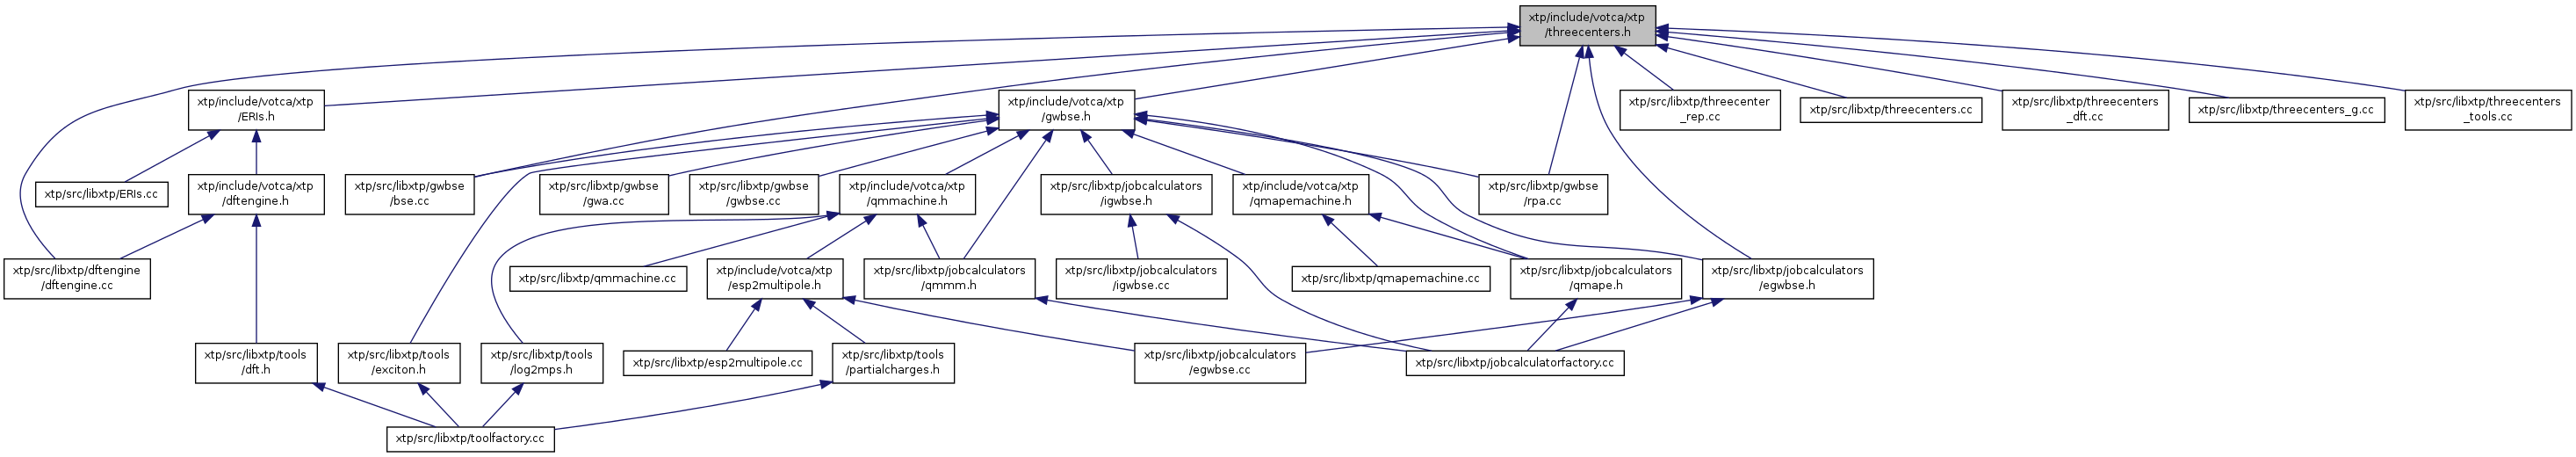 xtp/include/votca/xtp
/threecenters.h
xtp/include/votca/xtp
/ERIs.h
xtp/include/votca/xtp
/gwbse.h
xtp/src/libxtp/threecenter
_rep.cc
xtp/src/libxtp/threecenters.cc
xtp/src/libxtp/threecenters
_dft.cc
xtp/src/libxtp/threecenters_g.cc
xtp/src/libxtp/threecenters
_tools.cc
xtp/src/libxtp/ERIs.cc
xtp/include/votca/xtp
/dftengine.h
xtp/src/libxtp/gwbse
/bse.cc
xtp/src/libxtp/gwbse
/gwa.cc
xtp/src/libxtp/gwbse
/gwbse.cc
xtp/include/votca/xtp
/qmmachine.h
xtp/src/libxtp/jobcalculators
/igwbse.h
xtp/include/votca/xtp
/qmapemachine.h
xtp/src/libxtp/gwbse
/rpa.cc
xtp/src/libxtp/dftengine
/dftengine.cc
xtp/src/libxtp/qmmachine.cc
xtp/include/votca/xtp
/esp2multipole.h
xtp/src/libxtp/jobcalculators
/qmmm.h
xtp/src/libxtp/jobcalculators
/igwbse.cc
xtp/src/libxtp/qmapemachine.cc
xtp/src/libxtp/jobcalculators
/qmape.h
xtp/src/libxtp/jobcalculators
/egwbse.h
xtp/src/libxtp/tools
/dft.h
xtp/src/libxtp/tools
/exciton.h
xtp/src/libxtp/tools
/log2mps.h
xtp/src/libxtp/esp2multipole.cc
xtp/src/libxtp/tools
/partialcharges.h
xtp/src/libxtp/jobcalculators
/egwbse.cc
xtp/src/libxtp/jobcalculatorfactory.cc
xtp/src/libxtp/toolfactory.cc